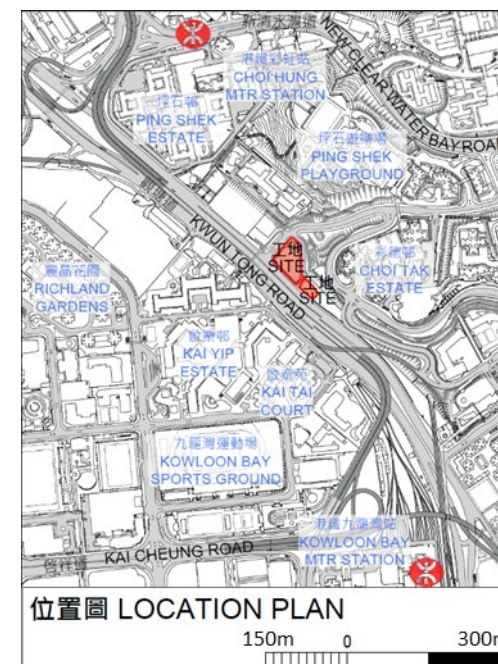 新清水灣道
NEW CLEAR WATER BAY ROAD
港鐵彩虹站
CHOI HUNG
MTR STATION
坪石邨
PING SHEK
ESTATE
坪石遊樂場
PING SHEK
PLAYGROUND
KWUN TONG ROAD
工地
SITE
工地
SITE
彩德邨
CHOI TAK
ESTATE
麗晶花園
RICHLAND
GARDENS
啟業邨
KAI YIP
ESTATE
啟泰苑
KAI TAI
COURT
九龍灣運動場
KOWLOON BAY
SPORTS GROUND
港鐵九龍灣站
KOWLOON BAY
MTR STATION
啓祥道
KAI CHEUNG ROAD
位置圖 LOCATION PLAN
150m 0 300m